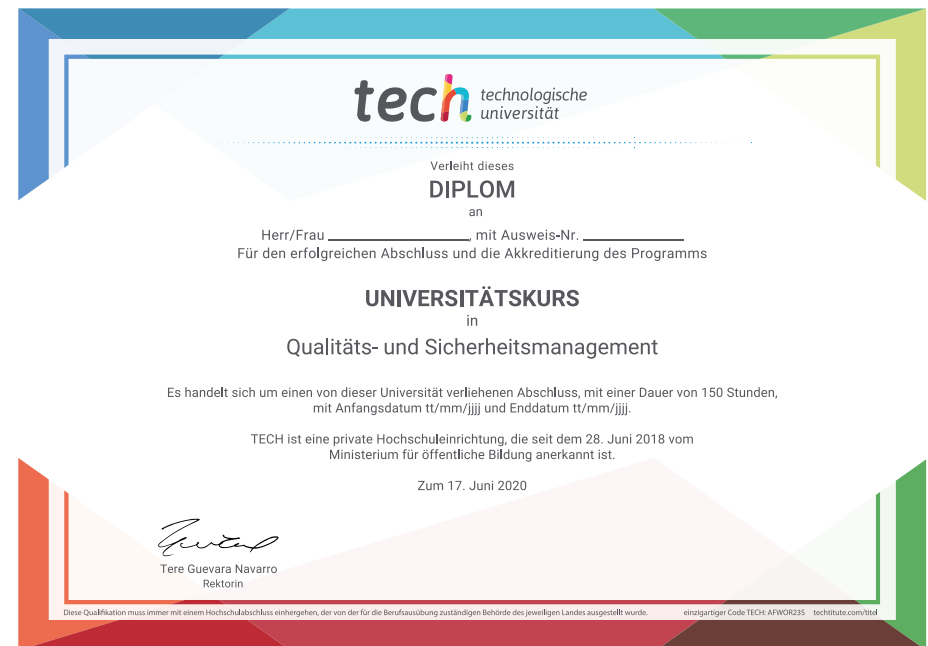 tech technologische
universität
Verleiht dieses
DIPLOM
an
Herr/Frau ____________, mit Ausweis-Nr. ____________
Für den erfolgreichen Abschluss und die Akkreditierung des Programms
UNIVERSITÄTSKURS
in
Qualitäts- und Sicherheitsmanagement
Es handelt sich um einen von dieser Universität verliehenen Abschluss, mit einer Dauer von 150 Stunden,
mit Anfangsdatum tt/mm/jjjj und Enddatum tt/mm/jjjj.
TECH ist eine private Hochschuleinrichtung, die seit dem 28. Juni 2018 vom
Ministerium für öffentliche Bildung anerkannt ist.
Zum 17. Juni 2020
Tere Guevara Navarro
Rektorin
Diese Qualifikation muss immer mit einem Hochschulabschluss einhergehen, der von der für die Berufsausübung zuständigen Behörde des jeweiligen Landes ausgestellt wurde. einzigartiger Code TECH: AFWOR23S techtitute.com/titel